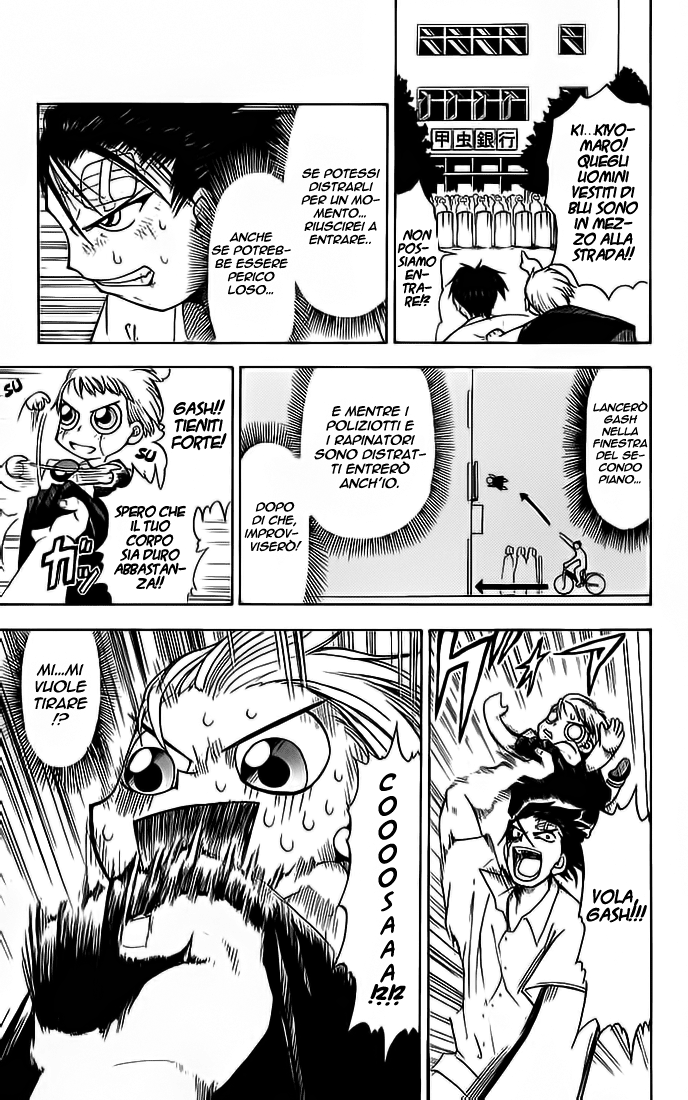 甲虫銀行
KI...KIYO-
MARO!
QUEGLI
UOMINI
VESTITI DI
BLU SONO
IN MEZ-
ZO ALLA
STRADA!!
NON
POS-
SIAMO
EN-
TRA-
RE!?
SE POTESSI
DISTRARLI
PER UN MO-
MENTO...
RIUSCIREI A
ENTRARE..
ANCHE
SE POTREB-
BE ESSERE
PERICO
LOSO...
LANCERÒ
GASH
NELLA
FINESTRA
DEL SE-
CONDO
PIANO...
E MENTRE I
POLIZIOTTI E
I RAPINATORI
SONO DISTRAT-
TI ENTRERÒ
ANCH'IO.
DOPO
DI CHE,
IMPROV-
VISERÒ!
GASH!!
TIENITI
FORTE!
SU
SU
SPERO CHE
IL TUO
CORPO
SIA DURO
ABBASTAN-
ZA!!
VOLA,
GASH!!!
COOOOSAAA!?!?
MI...MI
VUOLE
TIRARE
!?